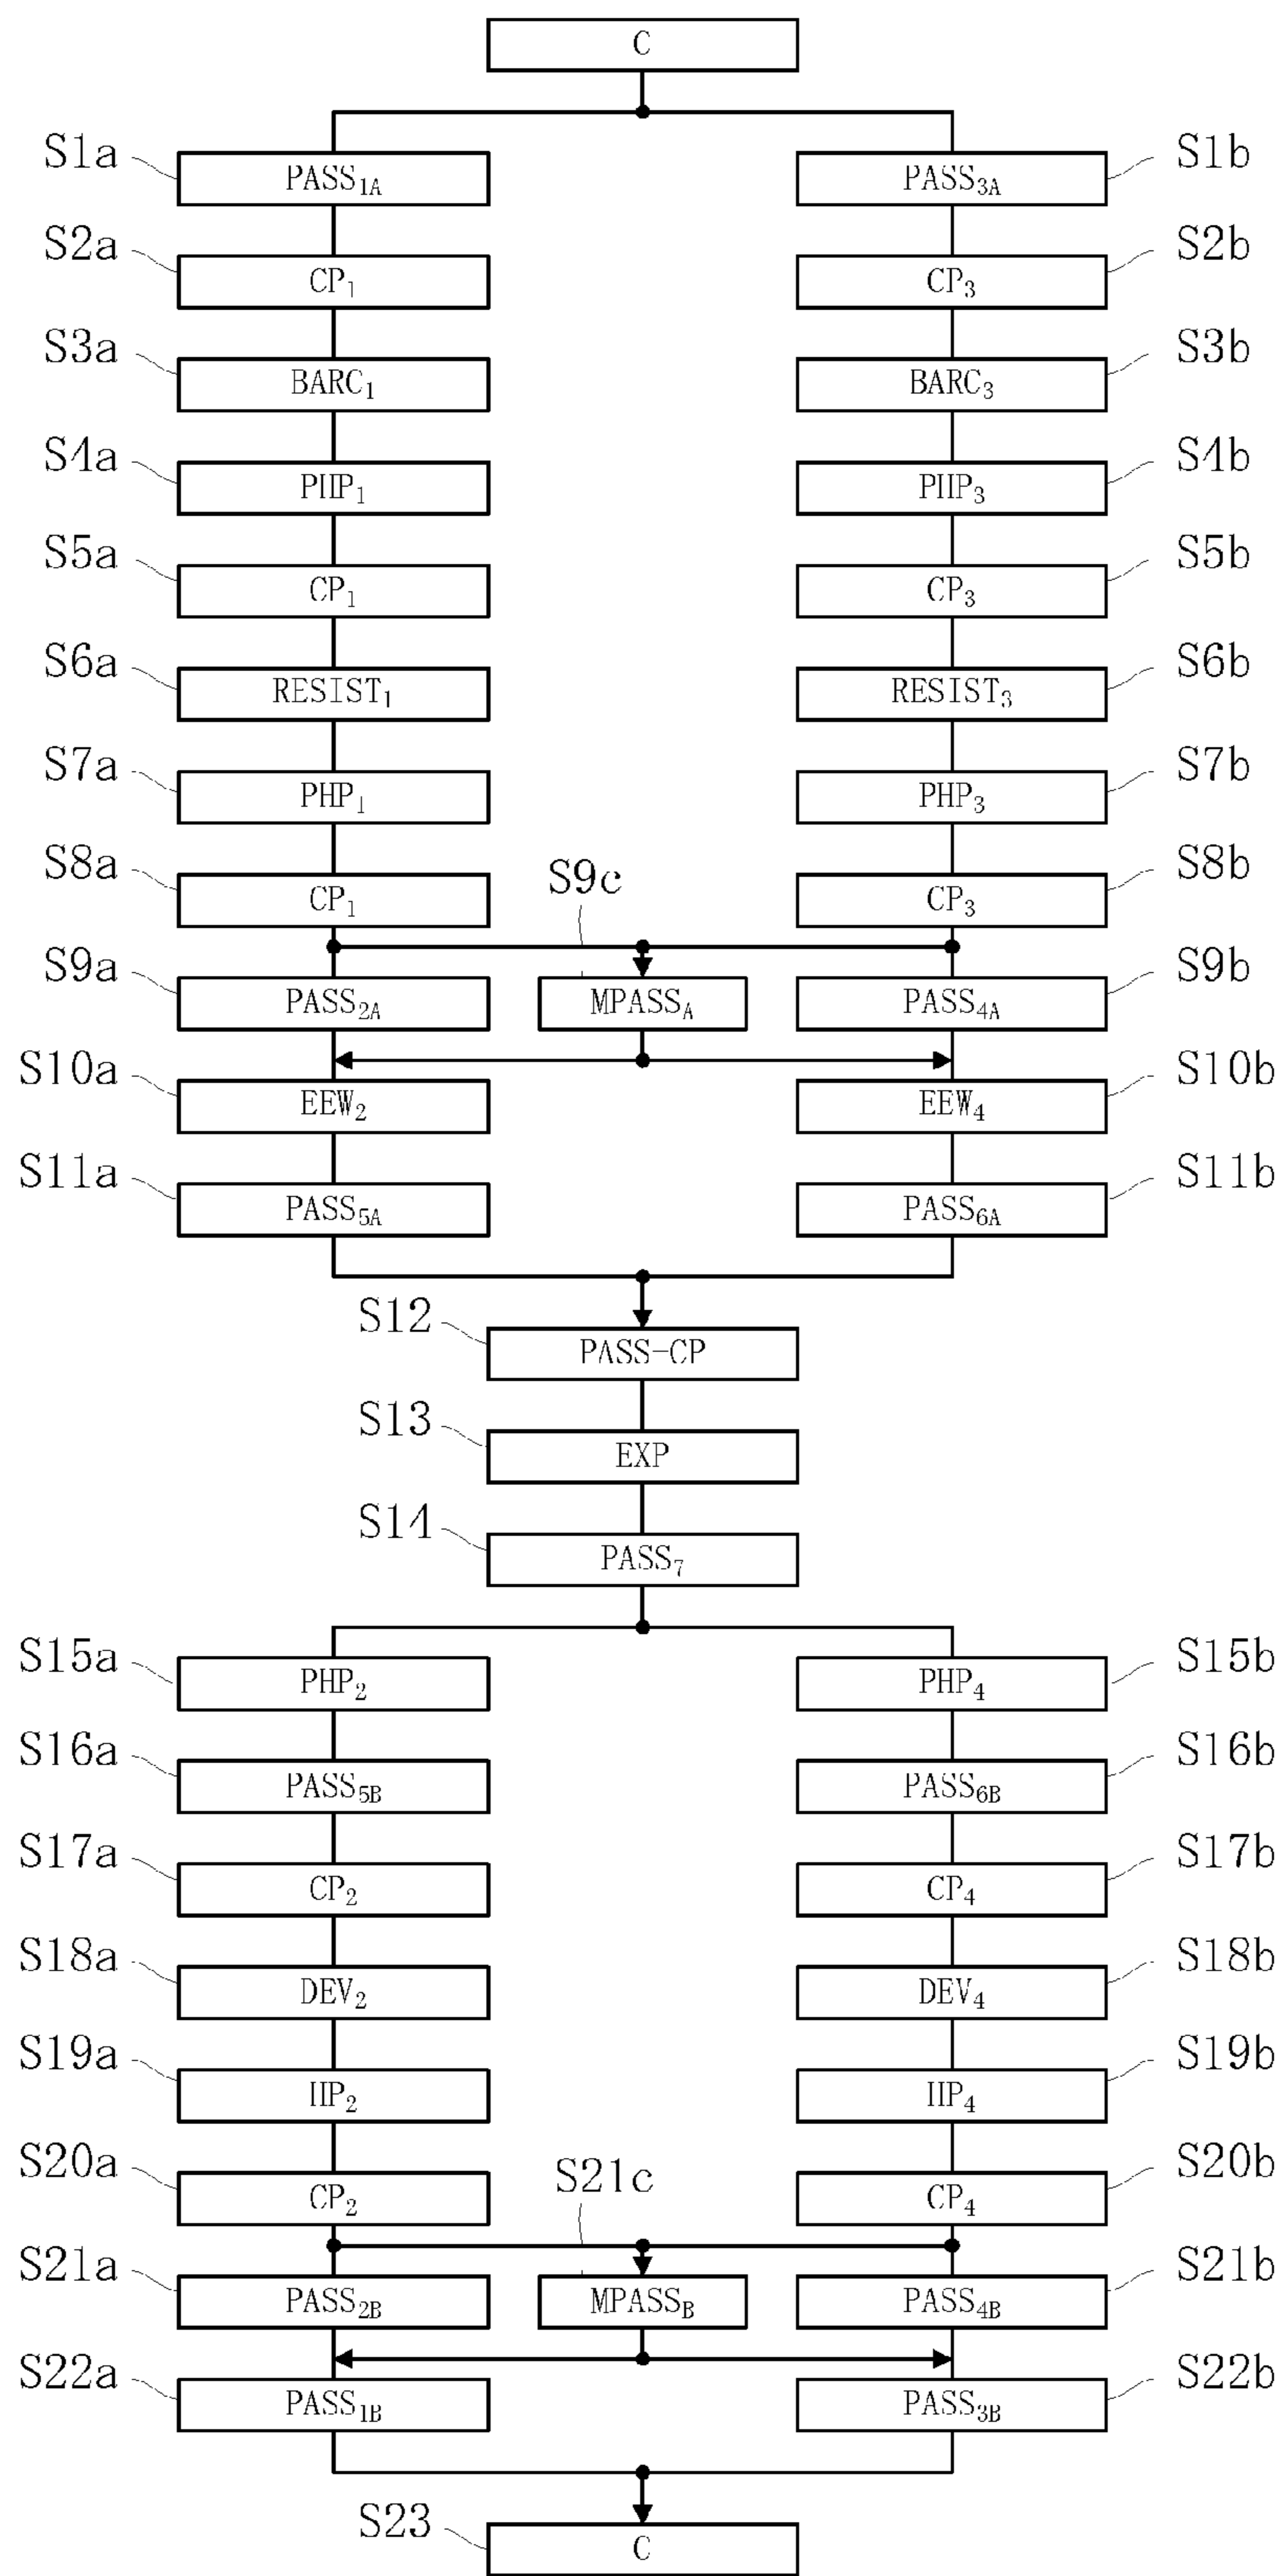 C
S1a PASS1A PASS3A S1b
S2a CP1 CP3 S2b
S3a BARC1 BARC3 S3b
S4a PHP1 PHP3 S4b
S5a CP1 CP3 S5b
S6a RESIST1 RESIST3 S6b
S7a PHP1 PHP3 S7b
S8a CP1 S9c CP3 S8b
S9a PASS2A MPASSA PASS4A S9b
S10a EEW2 EEW4 S10b
S11a PASS5A PASS6A S11b
S12 PASS-CP
S13 EXP
S14 PASS7
S15a PHP2 PHP4 S15b
S16a PASS5B PASS6B S16b
S17a CP2 CP4 S17b
S18a DEV2 DEV4 S18b
S19a HP2 HP4 S19b
S20a CP2 S21c CP4 S20b
S21a PASS2B MPASSB PASS4B S21b
S22a PASS1B PASS3B S22b
S23 C